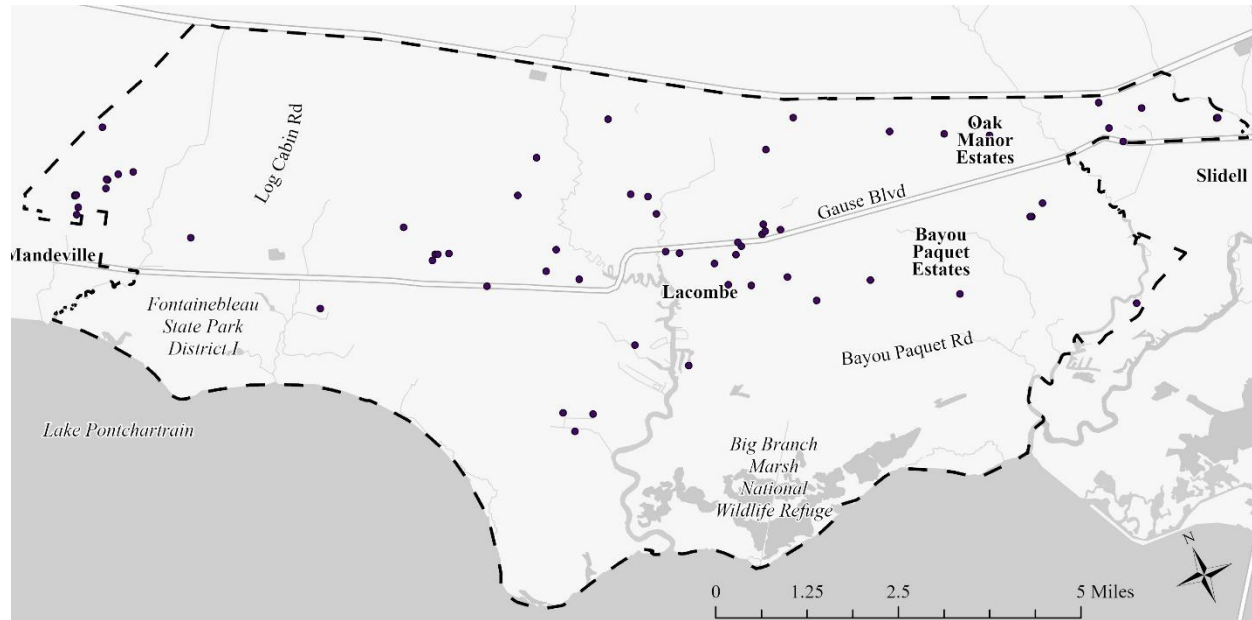 Log Cabin Rd
Oak
Manor
Estates
Slidell
Gause Blvd
Mandeville
Bayou
Paquet
Estates
Lacombe
Fontainebleau
State Park
District I
Bayou Paquet Rd
Lake Pontchartrain
Big Branch
Marsh
National
Wildlife Refuge
N
0 1.25 2.5 5 Miles